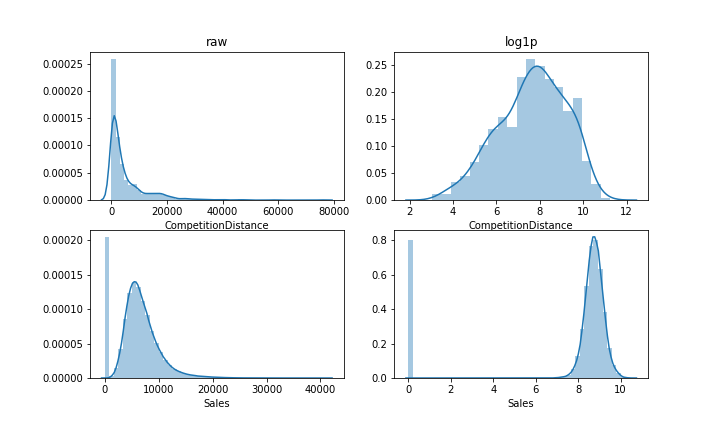 raw
0.00025
0.00020
0.00015
0.00010
0.00005
0.00000
0 20000 40000 60000 80000
CompetitionDistance
log1p
0.25
0.20
0.15
0.10
0.05
0.00
2 4 6 8 10 12
CompetitionDistance
0.00020
0.00015
0.00010
0.00005
0.00000
0 10000 20000 30000 40000
Sales
0.8
0.6
0.4
0.2
0.0
0 2 4 6 8 10
Sales